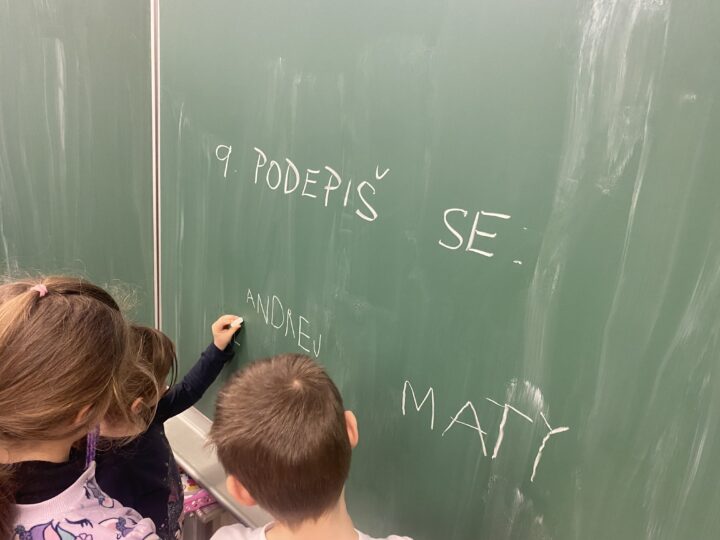 9. PODEPIŠ SE:
ANDREJ
MATY